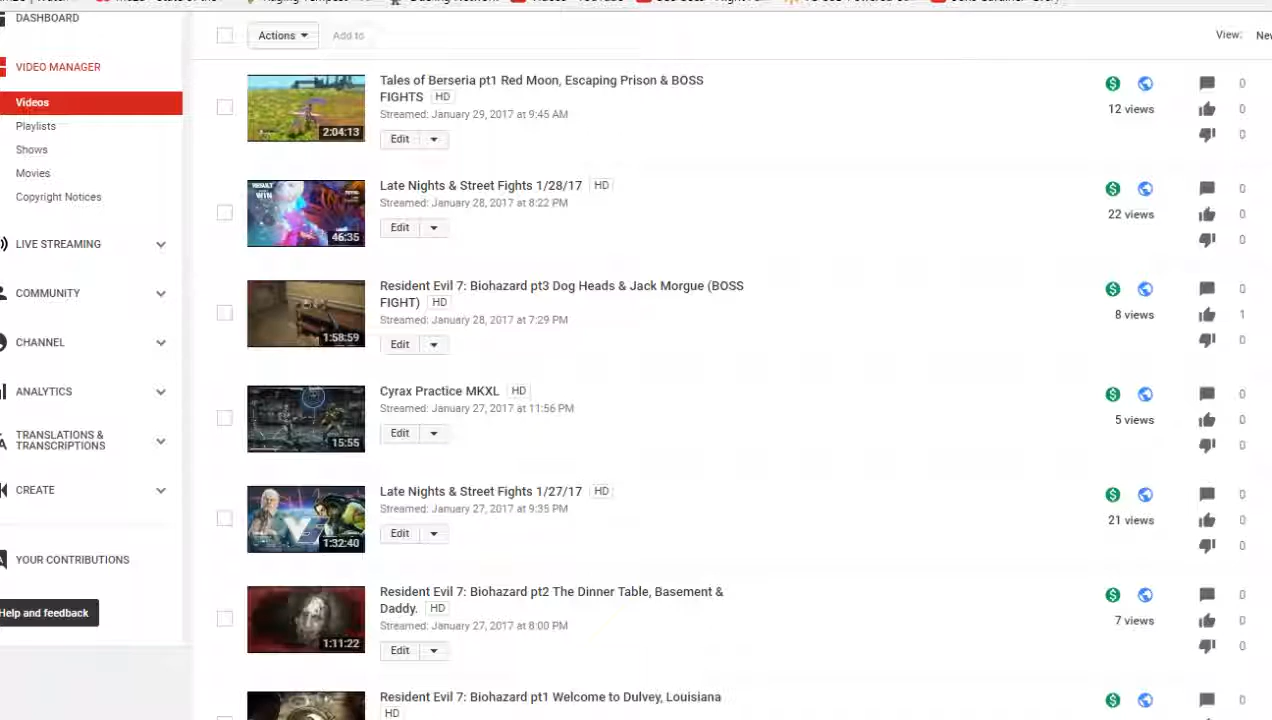 DASHBOARD
Actions
Add to
View:
VIDEO MANAGER
Videos
Playlists
Shows
Movies
Copyright Notices
LIVE STREAMING
COMMUNITY
CHANNEL
ANALYTICS
TRANSLATIONS &
TRANSCRIPTIONS
CREATE
YOUR CONTRIBUTIONS
Help and feedback
Tales of Berseria pt1 Red Moon, Escaping Prison & BOSS
FIGHTS HD
Streamed: January 29, 2017 at 9:45 AM
2:04:13
Edit
12 views
0
0
0
Late Nights & Street Fights 1/28/17 HD
Streamed: January 28, 2017 at 8:22 PM
RESULT
WIN
46:35
Edit
22 views
0
0
0
Resident Evil 7: Biohazard pt3 Dog Heads & Jack Morgue (BOSS
FIGHT) HD
Streamed: January 28, 2017 at 7:29 PM
1:58:59
Edit
8 views
0
1
0
Cyrax Practice MKXL HD
Streamed: January 27, 2017 at 11:56 PM
15:55
Edit
5 views
0
0
0
Late Nights & Street Fights 1/27/17 HD
Streamed: January 27, 2017 at 9:35 PM
1:32:40
Edit
21 views
0
0
0
Resident Evil 7: Biohazard pt2 The Dinner Table, Basement &
Daddy. HD
Streamed: January 27, 2017 at 8:00 PM
1:11:22
Edit
7 views
0
0
0
Resident Evil 7: Biohazard pt1 Welcome to Dulvey, Louisiana
HD
0